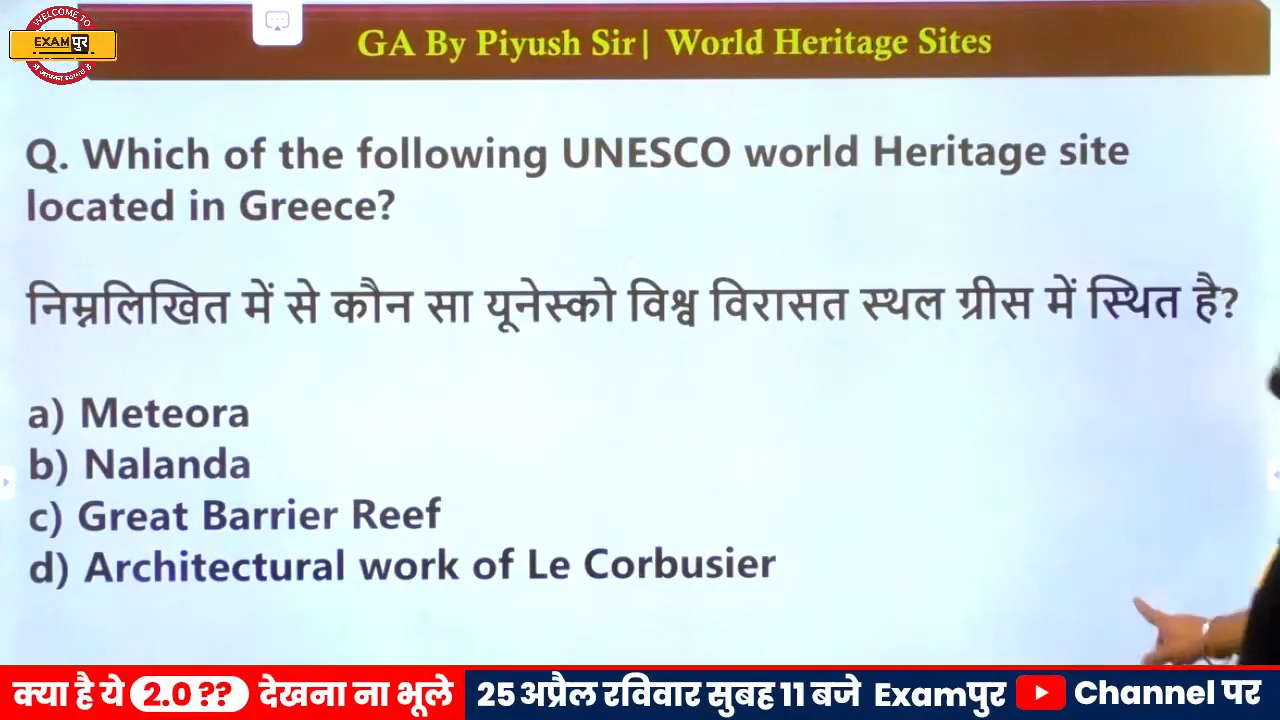 WELCOME TO
EXAMपुर
GA By Piyush Sir| World Heritage Sites
Q. Which of the following UNESCO world Heritage site
located in Greece?
निम्नलिखित में से कौन सा यूनेस्को विश्व विरासत स्थल ग्रीस में स्थित है?
a) Meteora
b) Nalanda
c) Great Barrier Reef
d) Architectural work of Le Corbusier
क्या है ये 2.0 ?? देखना ना भूले 25 अप्रैल रविवार सुबह 11 बजे Examपुर Channel पर